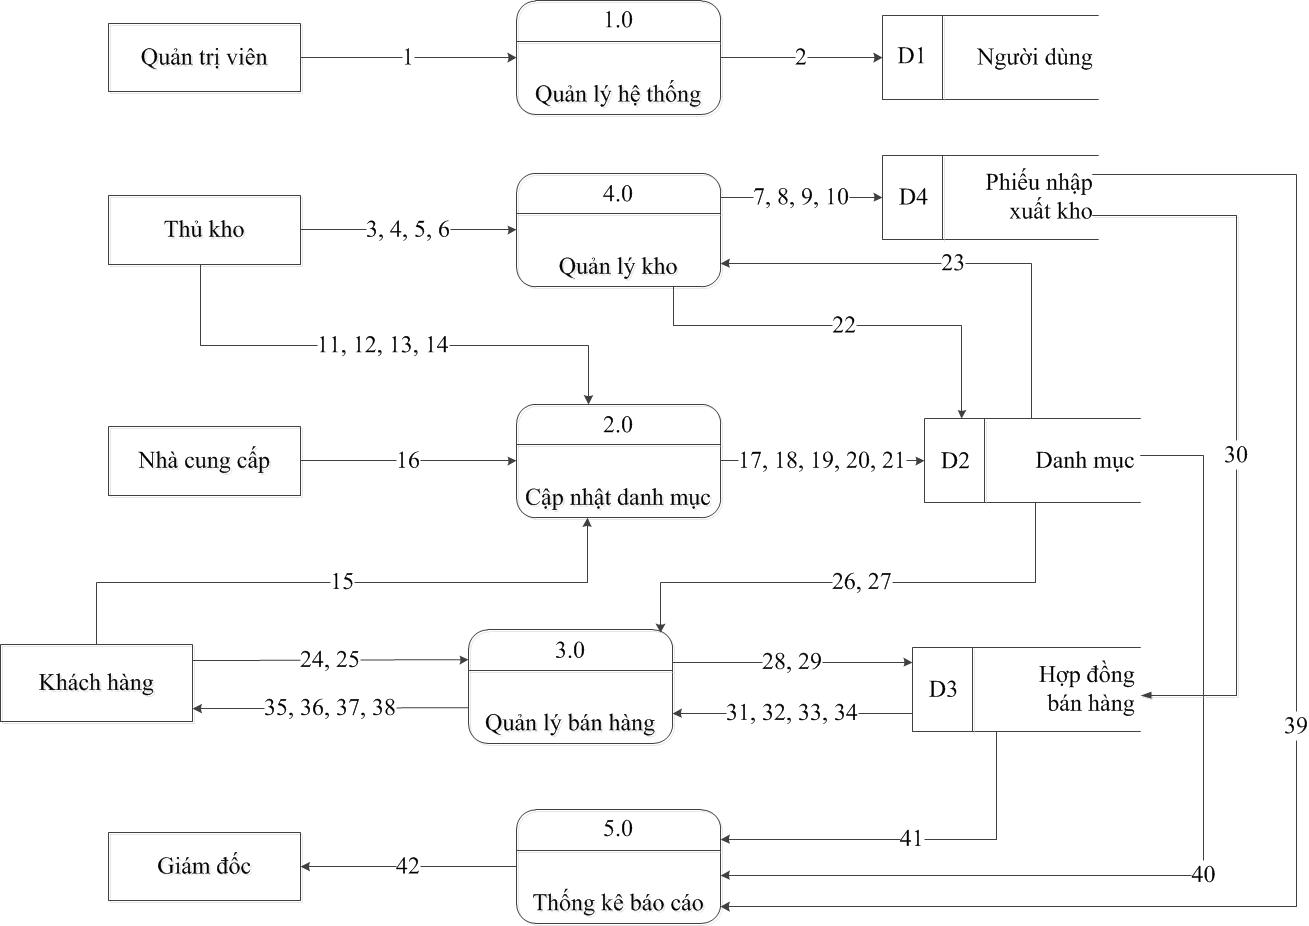 1.0
Quản trị viên
1
2
D1
Người dùng
Quản lý hệ thống
4.0
7, 8, 9, 10
D4
Phiếu nhập
xuất kho
Thủ kho
3, 4, 5, 6
Quản lý kho
23
22
11, 12, 13, 14
2.0
Nhà cung cấp
16
17, 18, 19, 20, 21
D2
Danh mục
30
Cập nhật danh mục
15
26, 27
3.0
24, 25
28, 29
Khách hàng
D3
Hợp đồng
bán hàng
35, 36, 37, 38
Quản lý bán hàng
31, 32, 33, 34
39
5.0
41
Giám đốc
42
40
Thống kê báo cáo